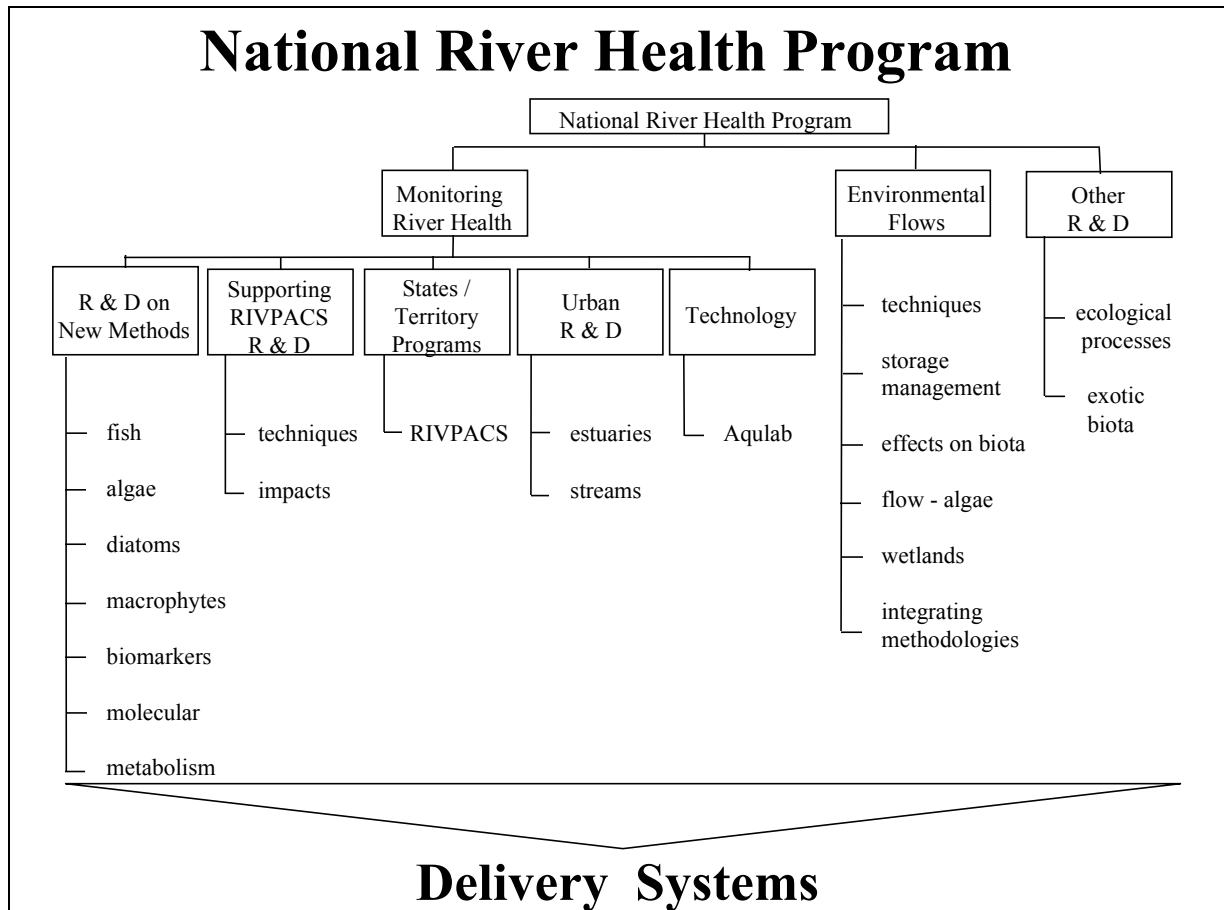 National River Health Program
National River Health Program
Monitoring
River Health
Environmental
Flows
Other
R & D
R & D on
New Methods
Supporting
RIVPACS
R & D
States /
Territory
Programs
Urban
R & D
Technology
fish
algae
diatoms
macrophytes
biomarkers
molecular
metabolism
techniques
impacts
RIVPACS
estuaries
streams
Aqulab
techniques
storage
management
effects on biota
flow - algae
wetlands
integrating
methodologies
ecological
processes
exotic
biota
Delivery Systems